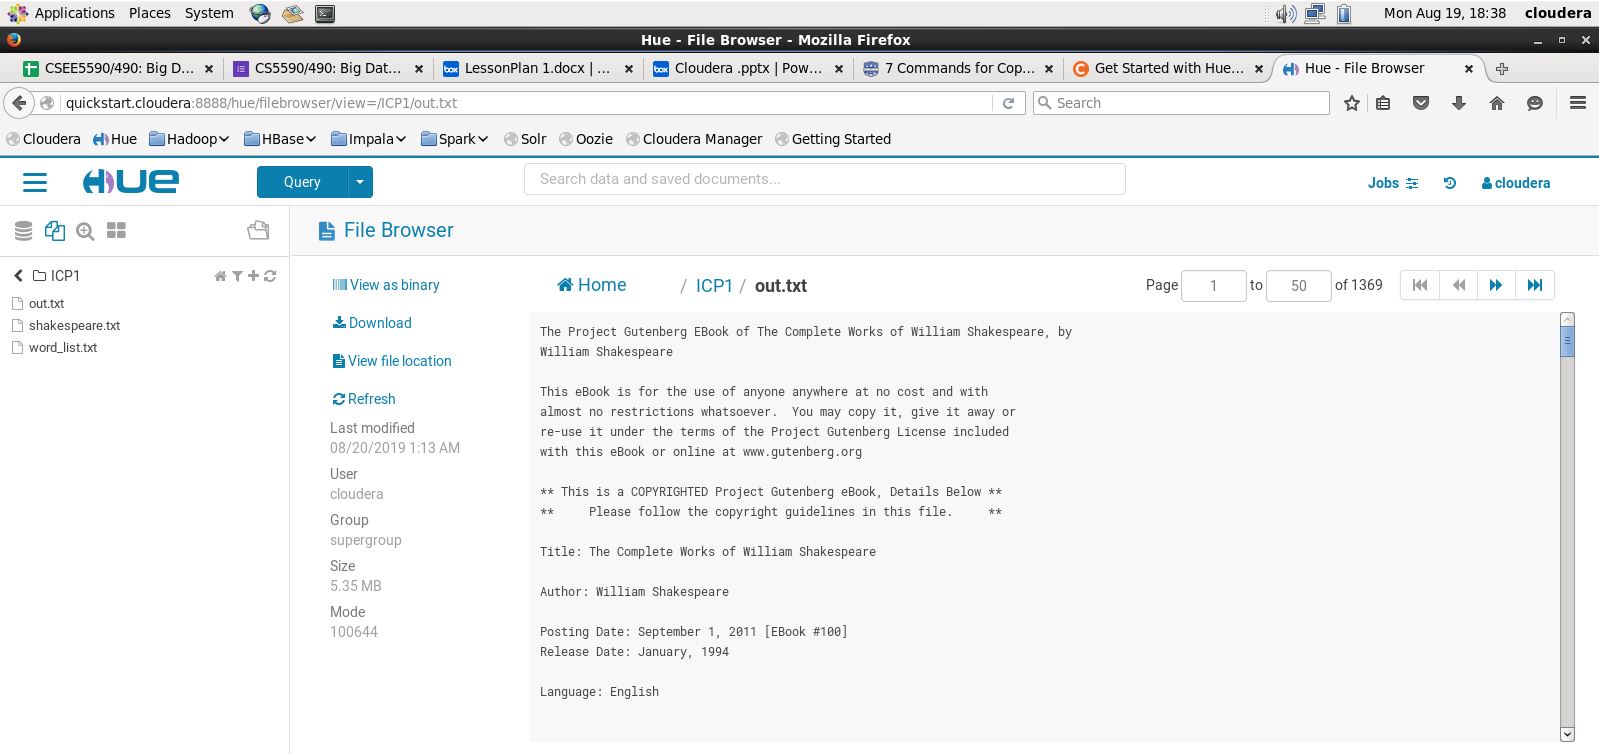 Applications Places System Mon Aug 19, 18:38 cloudera
Hue - File Browser - Mozilla Firefox
CSEE5590/490: Big D... CS5590/490: Big Dat... LessonPlan 1.docx | ... Cloudera .pptx | Pow... 7 Commands for Cop... Get Started with Hue... Hue - File Browser
quickstart.cloudera:8888/hue/filebrowser/view=/ICP1/out.txt Search
Cloudera Hue Hadoop HBase Impala Spark Solr Oozie Cloudera Manager Getting Started
HUE Query Search data and saved documents... Jobs cloudera
File Browser
ICP1
out.txt
shakespeare.txt
word_list.txt
View as binary
Download
View file location
Refresh
Last modified
08/20/2019 1:13 AM
User
cloudera
Group
supergroup
Size
5.35 MB
Mode
100644
Home / ICP1 / out.txt Page 1 to 50 of 1369
The Project Gutenberg EBook of The Complete Works of William Shakespeare, by
William Shakespeare
This eBook is for the use of anyone anywhere at no cost and with
almost no restrictions whatsoever.  You may copy it, give it away or
re-use it under the terms of the Project Gutenberg License included
with this eBook or online at www.gutenberg.org
** This is a COPYRIGHTED Project Gutenberg eBook, Details Below **
**     Please follow the copyright guidelines in this file.     **
Title: The Complete Works of William Shakespeare
Author: William Shakespeare
Posting Date: September 1, 2011 [EBook #100]
Release Date: January, 1994
Language: English